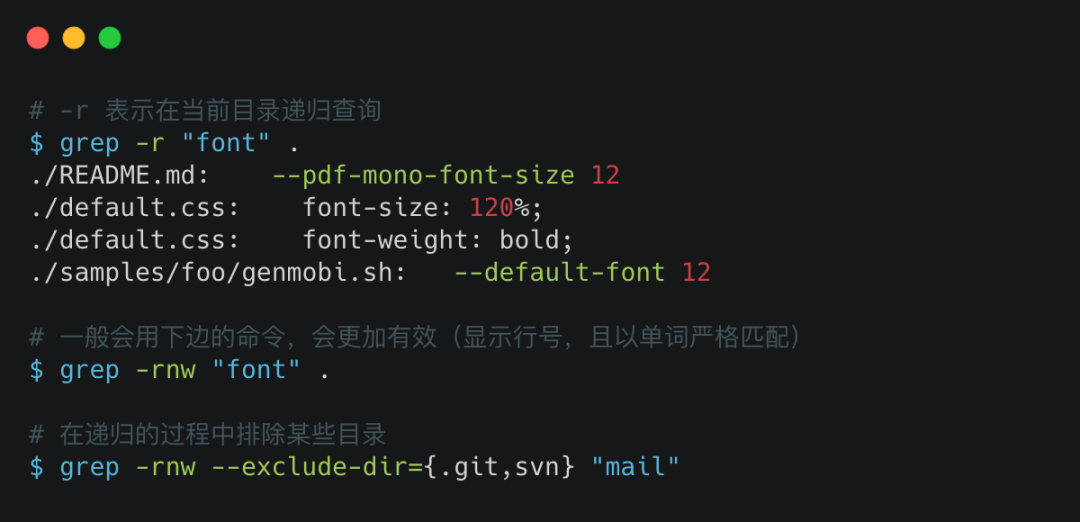 # -r 表示在当前目录递归查询
$ grep -r "font" .
./README.md:    --pdf-mono-font-size 12
./default.css:    font-size: 120%;
./default.css:    font-weight: bold;
./samples/foo/genmobi.sh:   --default-font 12
# 一般会用下边的命令，会更加有效（显示行号，且以单词严格匹配）
$ grep -rnw "font" .
# 在递归的过程中排除某些目录
$ grep -rnw --exclude-dir={.git,svn} "mail"